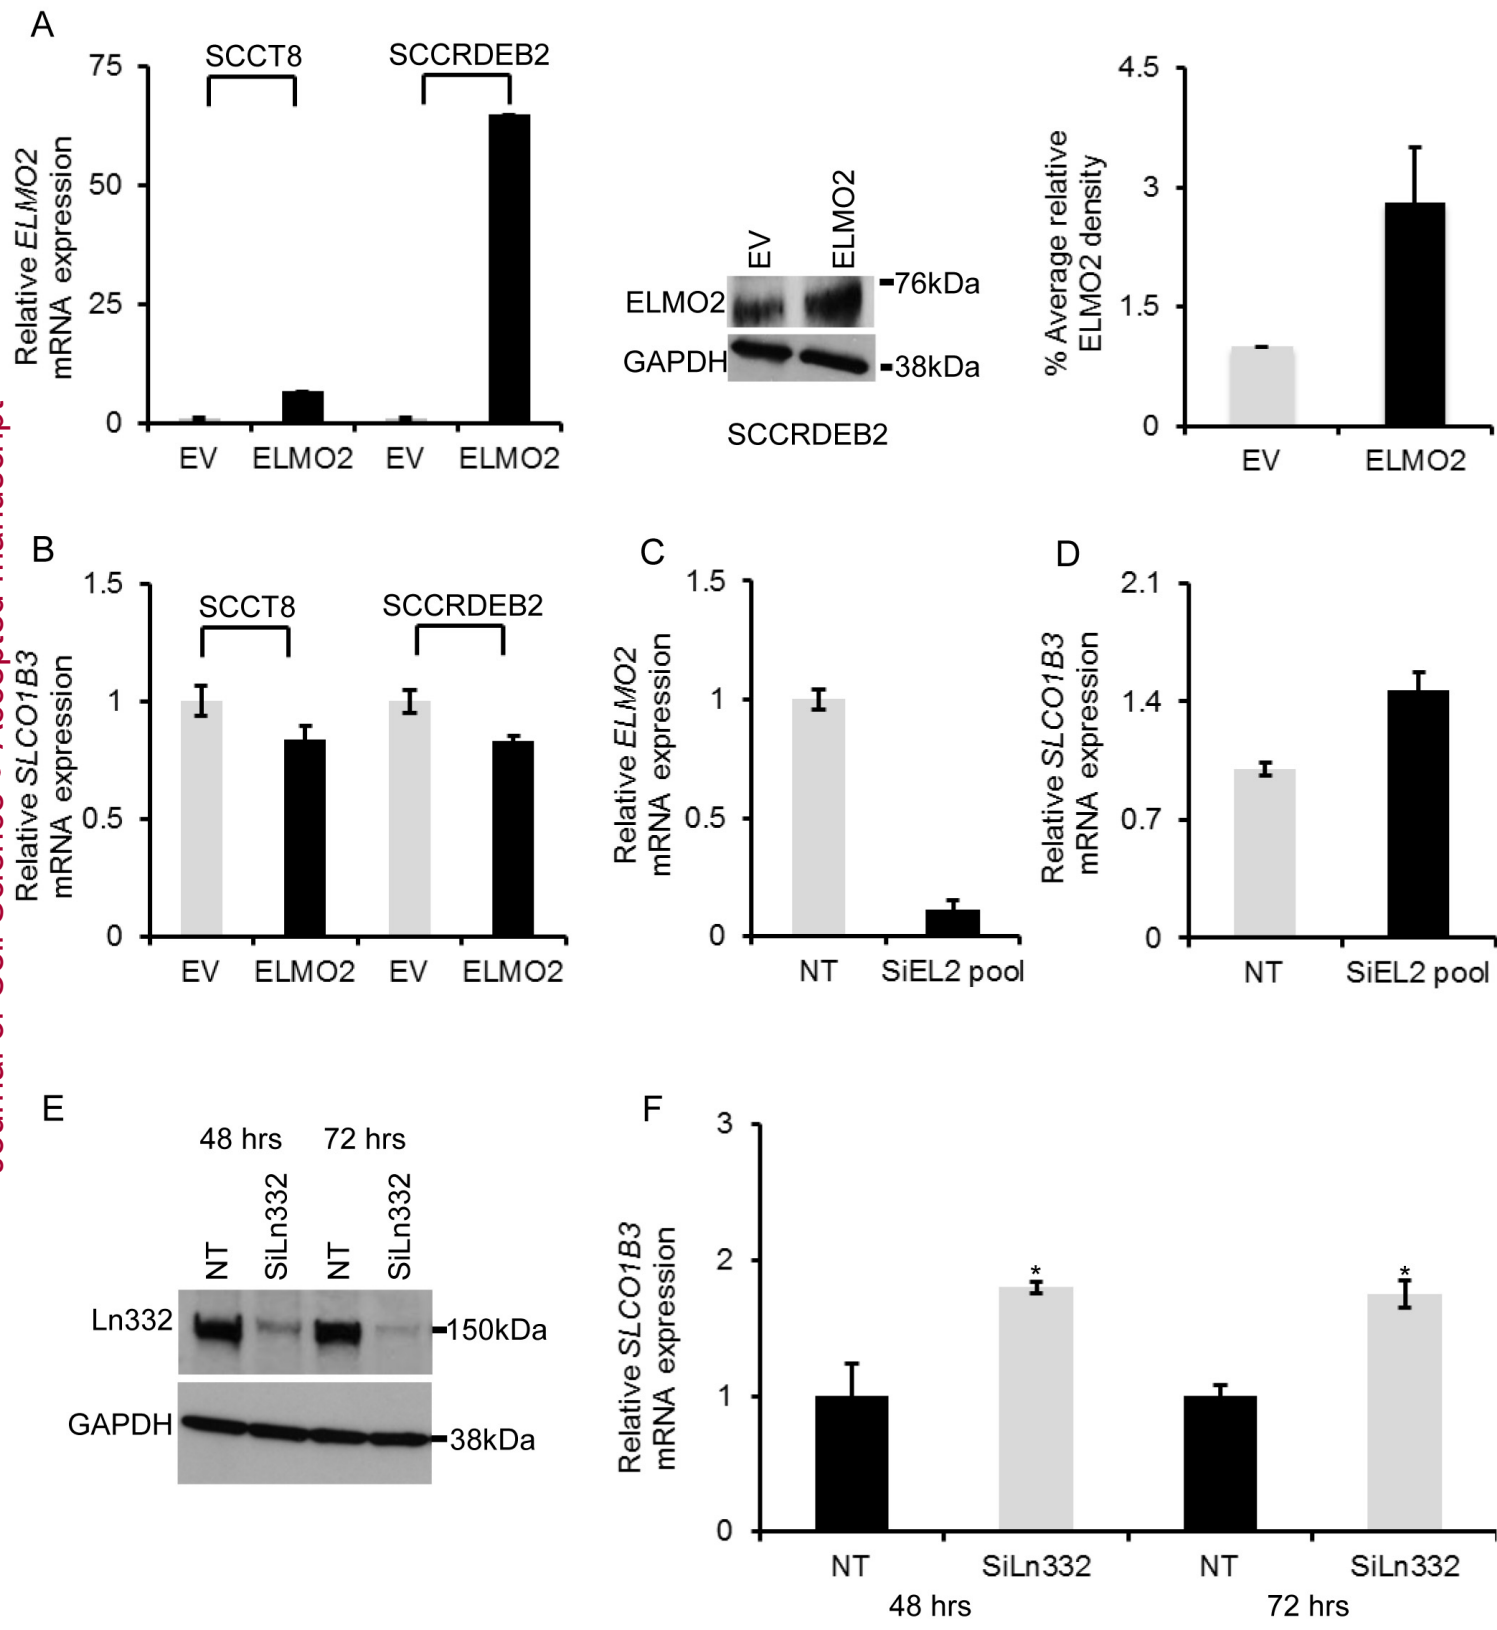 A
SCCT8
SCCRDEB2
Relative ELMO2
mRNA expression
75
50
25
0
EV
ELMO2
EV
ELMO2
EV
ELMO2
ELMO2
76kDa
GAPDH
38kDa
SCCRDEB2
% Average relative
ELMO2 density
4.5
3
1.5
0
EV
ELMO2
B
SCCT8
SCCRDEB2
Relative SLCO1B3
mRNA expression
1.5
1
0.5
0
EV
ELMO2
EV
ELMO2
C
Relative ELMO2
mRNA expression
1.5
1
0.5
0
NT
SiEL2 pool
D
Relative SLCO1B3
mRNA expression
2.1
1.4
0.7
0
NT
SiEL2 pool
E
48 hrs
72 hrs
NT
SiLn332
NT
SiLn332
Ln332
150kDa
GAPDH
38kDa
F
Relative SLCO1B3
mRNA expression
3
2
1
0
*
*
NT
SiLn332
NT
SiLn332
48 hrs
72 hrs